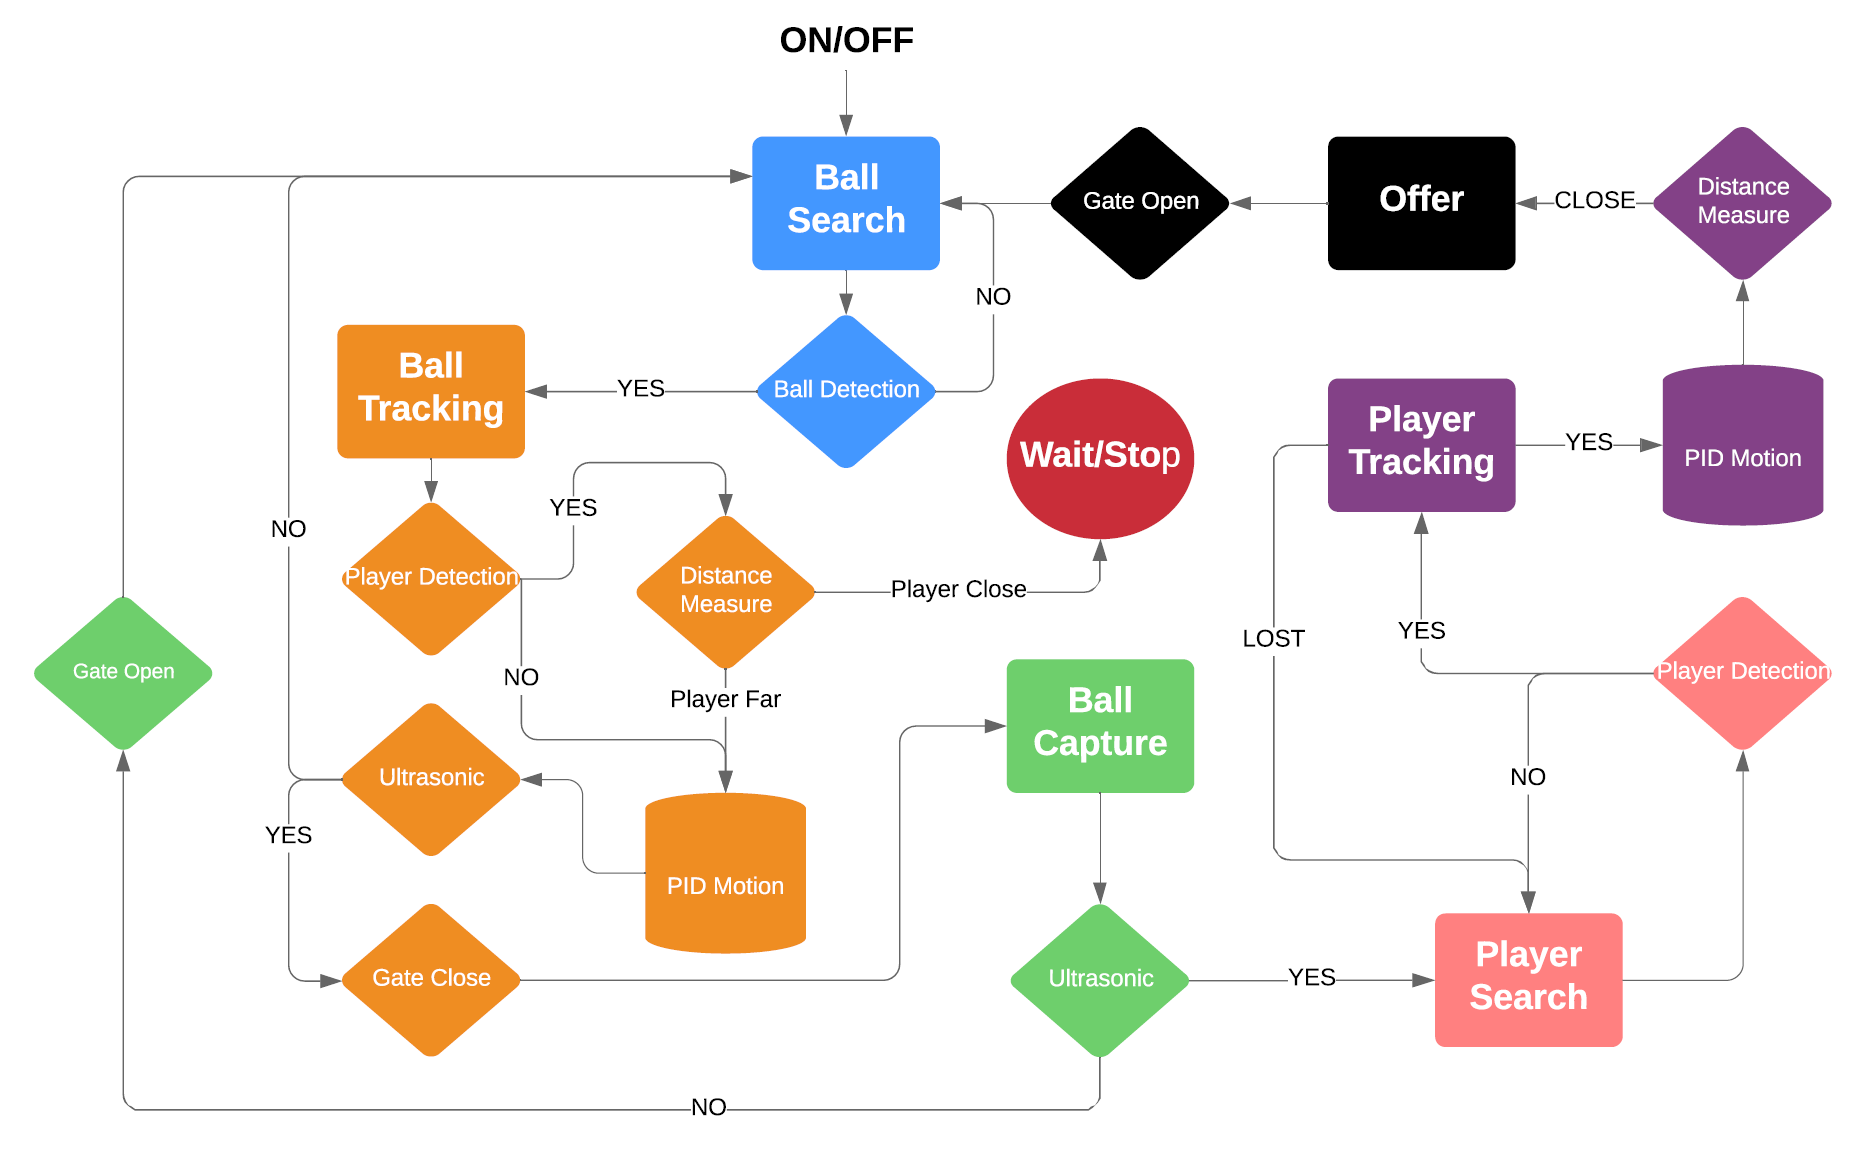 ON/OFF
Ball
Search
Gate Open
Offer
CLOSE
Distance
Measure
NO
Ball
Tracking
YES
Ball Detection
Wait/Stop
Player
Tracking
YES
PID Motion
NO
YES
Player Detection
Distance
Measure
Player Close
LOST
YES
Player Detection
Gate Open
NO
Player Far
Ball
Capture
Ultrasonic
NO
YES
PID Motion
Gate Close
Ultrasonic
YES
Player
Search
NO